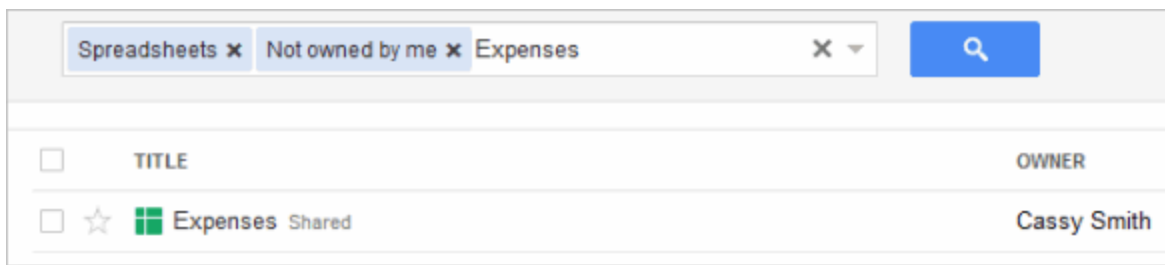 Spreadsheets × Not owned by me × Expenses ×
TITLE OWNER
Expenses Shared Cassy Smith